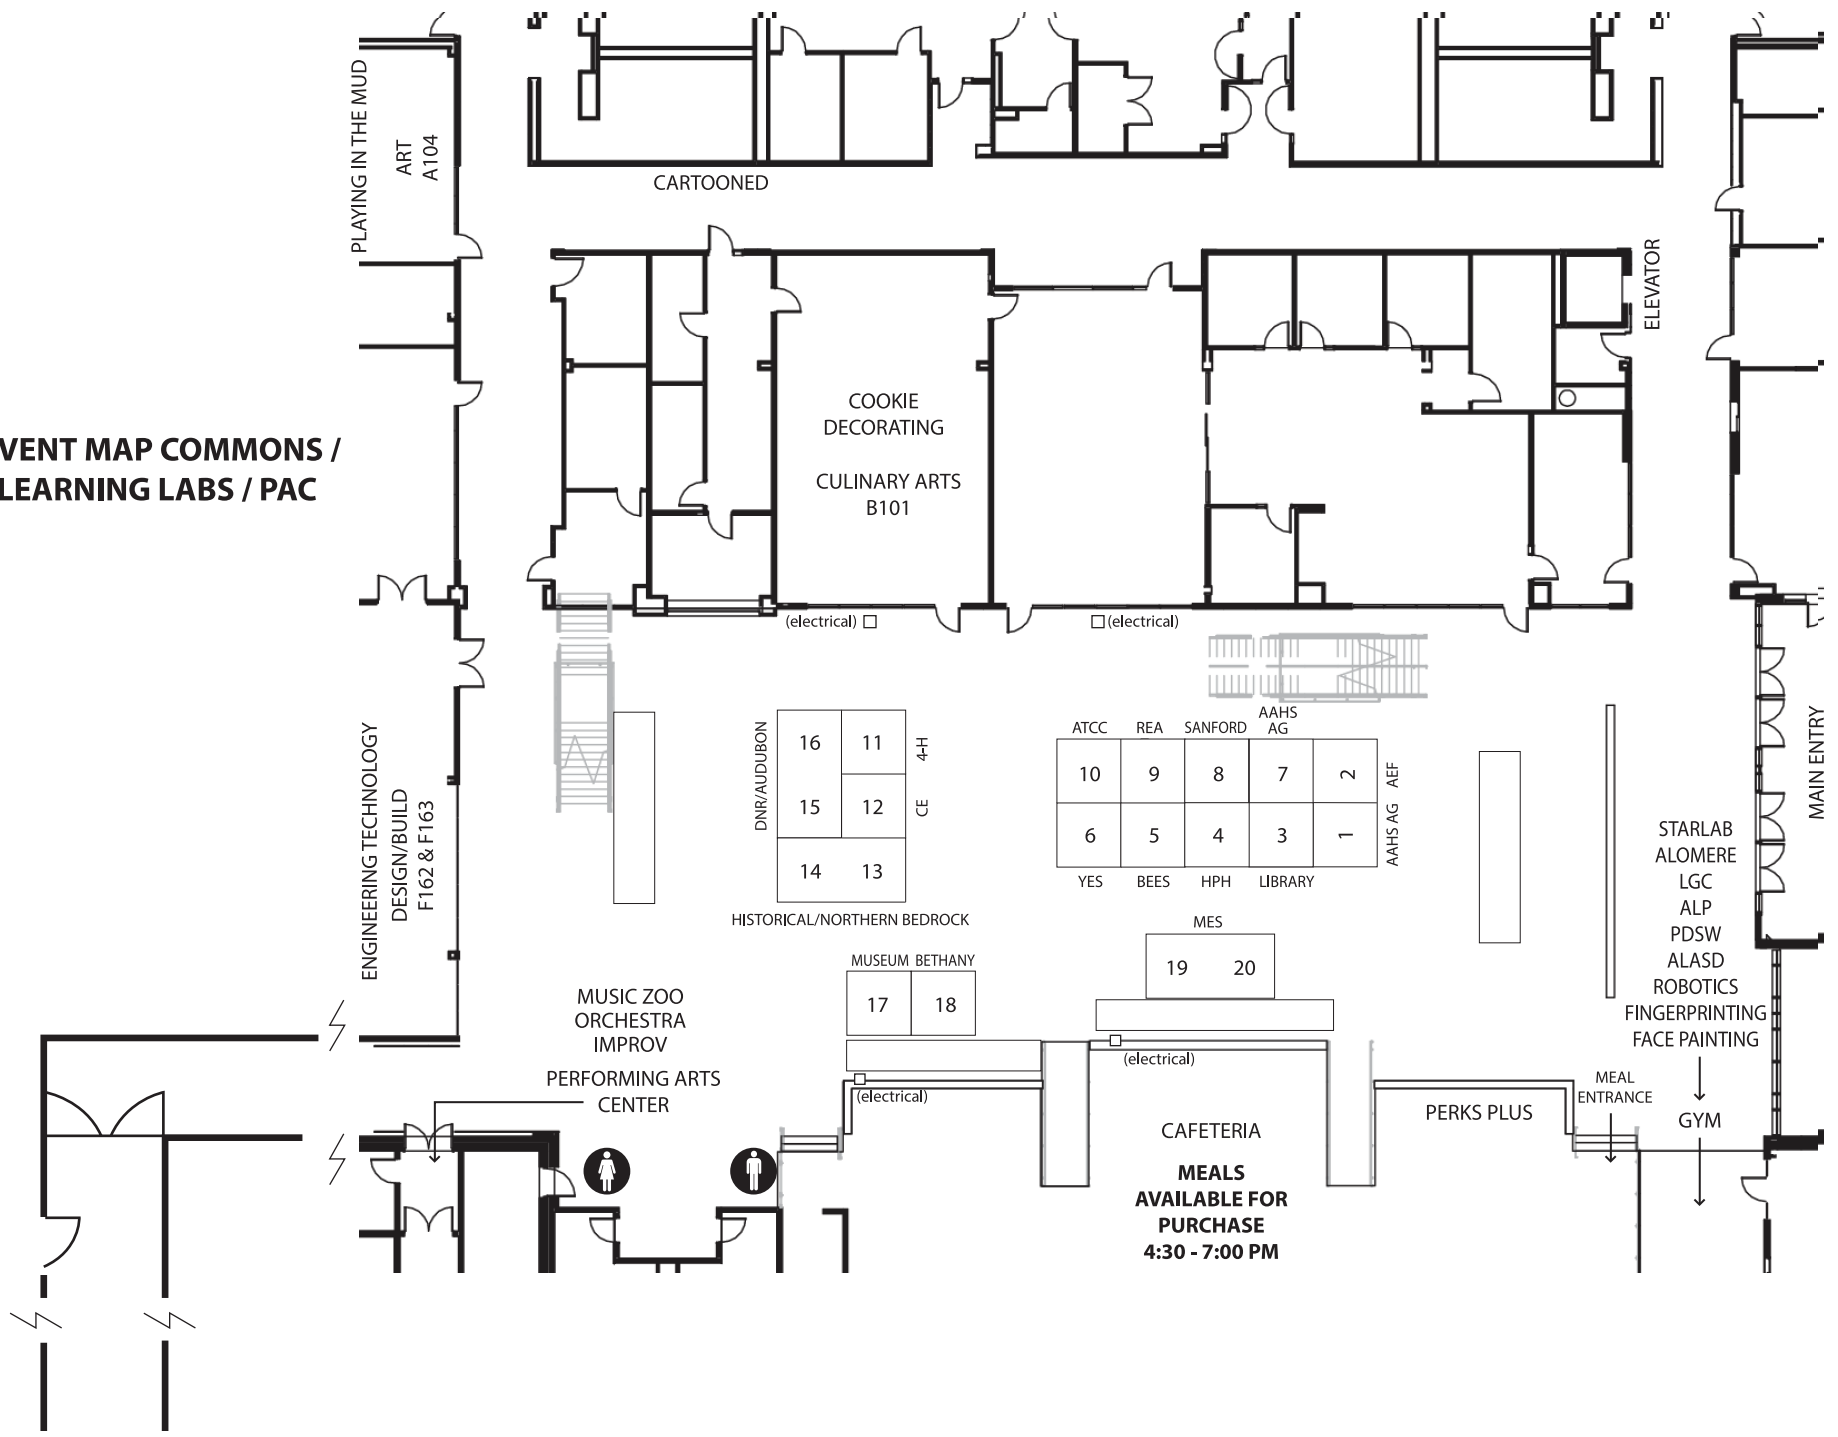 PLAYING IN THE MUD
ART
A104
CARTOONED
ELEVATOR
VENT MAP COMMONS /
LEARNING LABS / PAC
COOKIE
DECORATING
CULINARY ARTS
B101
(electrical)
(electrical)
ENGINEERING TECHNOLOGY
DESIGN/BUILD
F162 & F163
DNR/AUDUBON
16
11
4-H
15
12
CE
14
13
HISTORICAL/NORTHERN BEDROCK
ATCC
REA
SANFORD
AAHS
AG
10
9
8
7
2
AEF
6
5
4
3
1
AAHS AG
YES
BEES
HPH
LIBRARY
MES
19
20
MUSEUM
BETHANY
17
18
MAIN ENTRY
STARLAB
ALOMERE
LGC
ALP
PDSW
ALASD
ROBOTICS
FINGERPRINTING
FACE PAINTING
GYM
MUSIC ZOO
ORCHESTRA
IMPROV
PERFORMING ARTS
CENTER
(electrical)
(electrical)
CAFETERIA
MEALS
AVAILABLE FOR
PURCHASE
4:30 - 7:00 PM
PERKS PLUS
MEAL
ENTRANCE